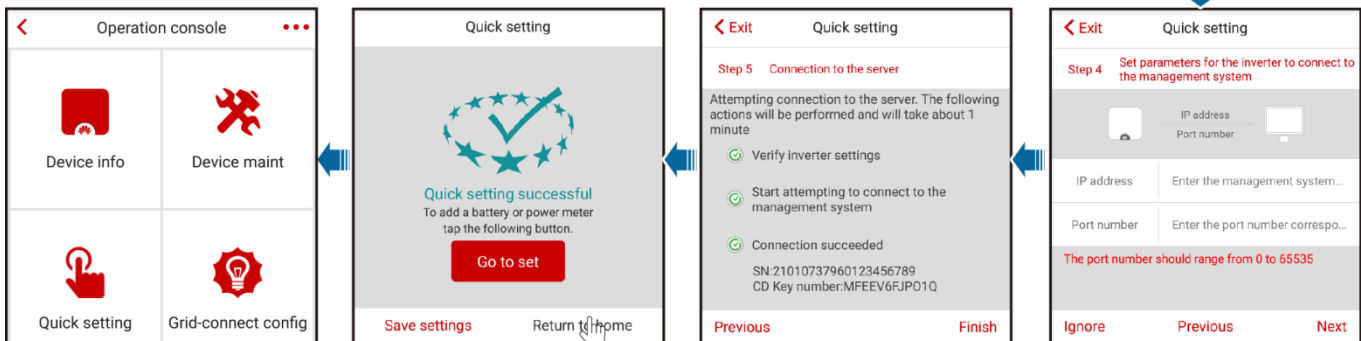 Operation console
Device info
Device maint
Quick setting
Grid-connect config
Quick setting
Quick setting successful
To add a battery or power meter
tap the following button.
Go to set
Save settings
Return to home
Exit
Quick setting
Step 5 Connection to the server
Attempting connection to the server. The following
actions will be performed and will take about 1
minute
Verify inverter settings
Start attempting to connect to the
management system
Connection succeeded
SN:21010737960123456789
CD Key number:MFEEV6FJPO1Q
Previous
Finish
Exit
Quick setting
Step 4 Set parameters for the inverter to connect to
the management system
IP address
Port number
IP address Enter the management system...
Port number Enter the port number correspo...
The port number should range from 0 to 65535
Ignore
Previous
Next